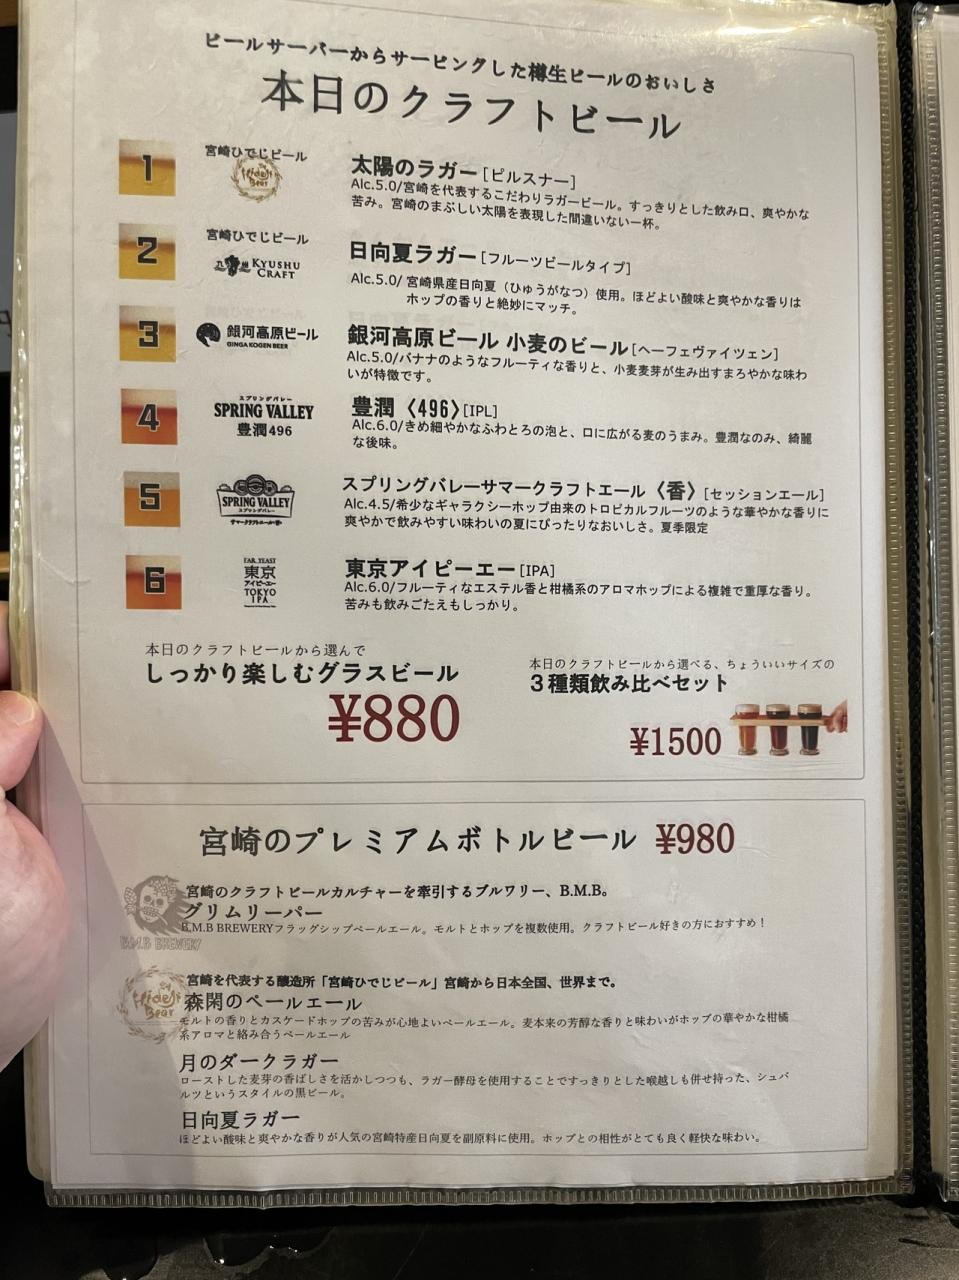 ビールサーバーからサービングした樽生ビールのおいしさ
本日のクラフトビール
1
宮崎ひでじビール
Hideji Beer
太陽のラガー[ピルスナー]
Alc.5.0/宮崎を代表するこだわりラガービール。すっきりとした飲み口、爽やかな
苦み。宮崎のまぶしい太陽を表現した間違いない一杯。
2
宮崎ひでじビール
九州 KYUSHU CRAFT
日向夏ラガー[フルーツビールタイプ]
Alc.5.0/ 宮崎県産日向夏(ひゅうがなつ)使用。ほどよい酸味と爽やかな香りは
ホップの香りと絶妙にマッチ。
3
銀河高原ビール
GINGA KOGEN BEER
銀河高原ビール 小麦のビール[ヘーフェヴァイツェン]
Alc.5.0/バナナのようなフルーティな香りと、小麦麦芽が生み出すまろやかな味わ
いが特徴です。
4
スプリングバレー
SPRING VALLEY
豊潤496
豊潤〈496〉[IPL]
Alc.6.0/きめ細やかなふわとろの泡と、口に広がる麦のうまみ。豊潤なのみ、綺麗
な後味。
5
SPRING VALLEY
スプリングバレー
サマークラフトエール〈香〉
スプリングバレーサマークラフトエール〈香〉[セッションエール]
Alc.4.5/希少なギャラクシーホップ由来のトロピカルフルーツのような華やかな香りに
爽やかで飲みやすい味わいの夏にぴったりなおいしさ。夏季限定
6
FAR YEAST
東京
アイピーエー
TOKYO
IPA
東京アイピーエー[IPA]
Alc.6.0/フルーティなエステル香と柑橘系のアロマホップによる複雑で重厚な香り。
苦みも飲みごたえもしっかり。
本日のクラフトビールから選んで
しっかり楽しむグラスビール
¥880
本日のクラフトビールから選べる、ちょういいサイズの
3種類飲み比べセット
¥1500
宮崎のプレミアムボトルビール ¥980
宮崎のクラフトビールカルチャーを牽引するブルワリー、B.M.B。
グリムリーパー
B.M.B BREWERYフラッグシップペールエール。モルトとホップを複数使用。クラフトビール好きの方におすすめ!
B.M.B BREWERY
宮崎を代表する醸造所「宮崎ひでじビール」宮崎から日本全国、世界まで。
Hideji Beer
森閑のペールエール
モルトの香りとカスケードホップの苦みが心地よいペールエール。麦本来の芳醇な香りと味わいがホップの華やかな柑橘
系アロマと絡み合うペールエール
月のダークラガー
ローストした麦芽の香ばしさを活かしつつも、ラガー酵母を使用することですっきりとした喉越しも併せ持った、シュバ
ルツというスタイルの黒ビール。
日向夏ラガー
ほどよい酸味と爽やかな香りが人気の宮崎特産日向夏を副原料に使用。ホップとの相性がとても良く軽快な味わい。